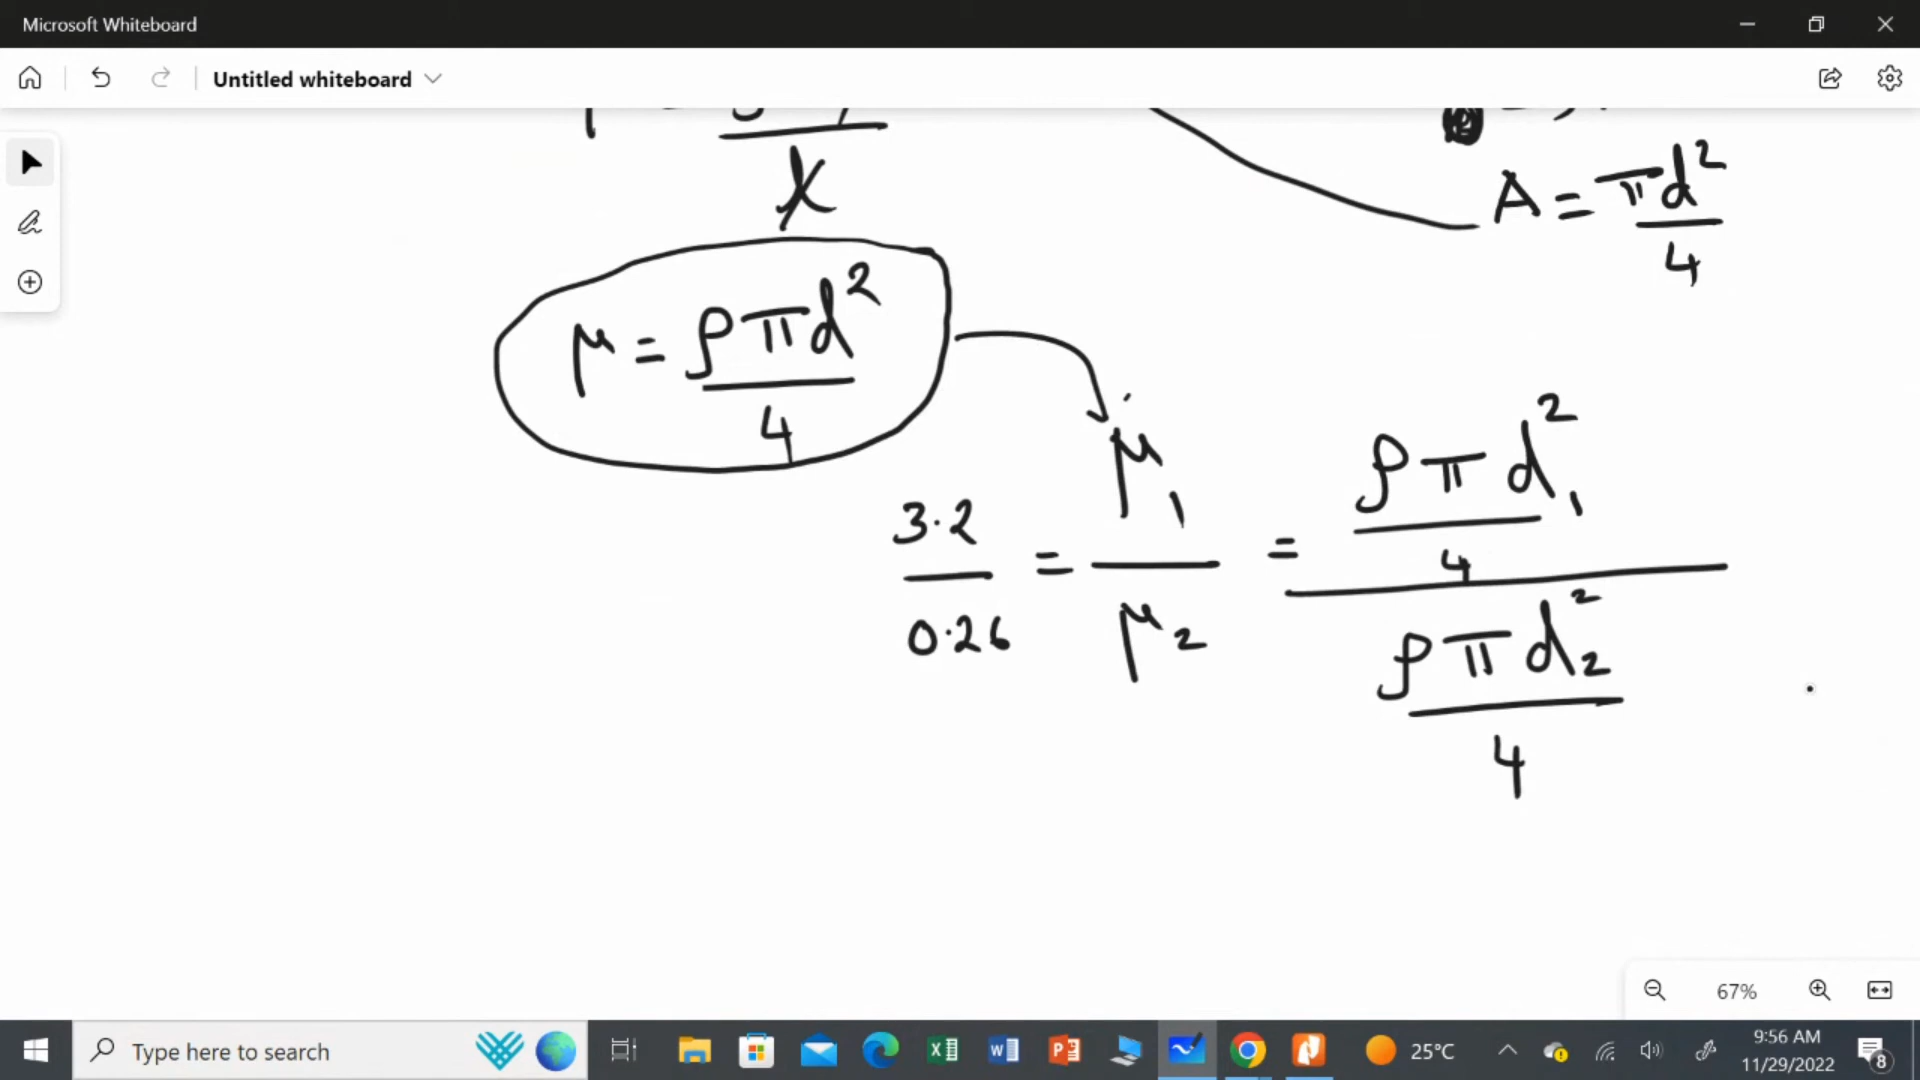 Microsoft Whiteboard
Untitled whiteboard
k
A = πd²/4
μ = ρπd²/4
3.2/0.26 = μ₁/μ₂ = (ρπd₁²/4)/(ρπd₂²/4)
67%
Type here to search
25°C
9:56 AM
11/29/2022
8